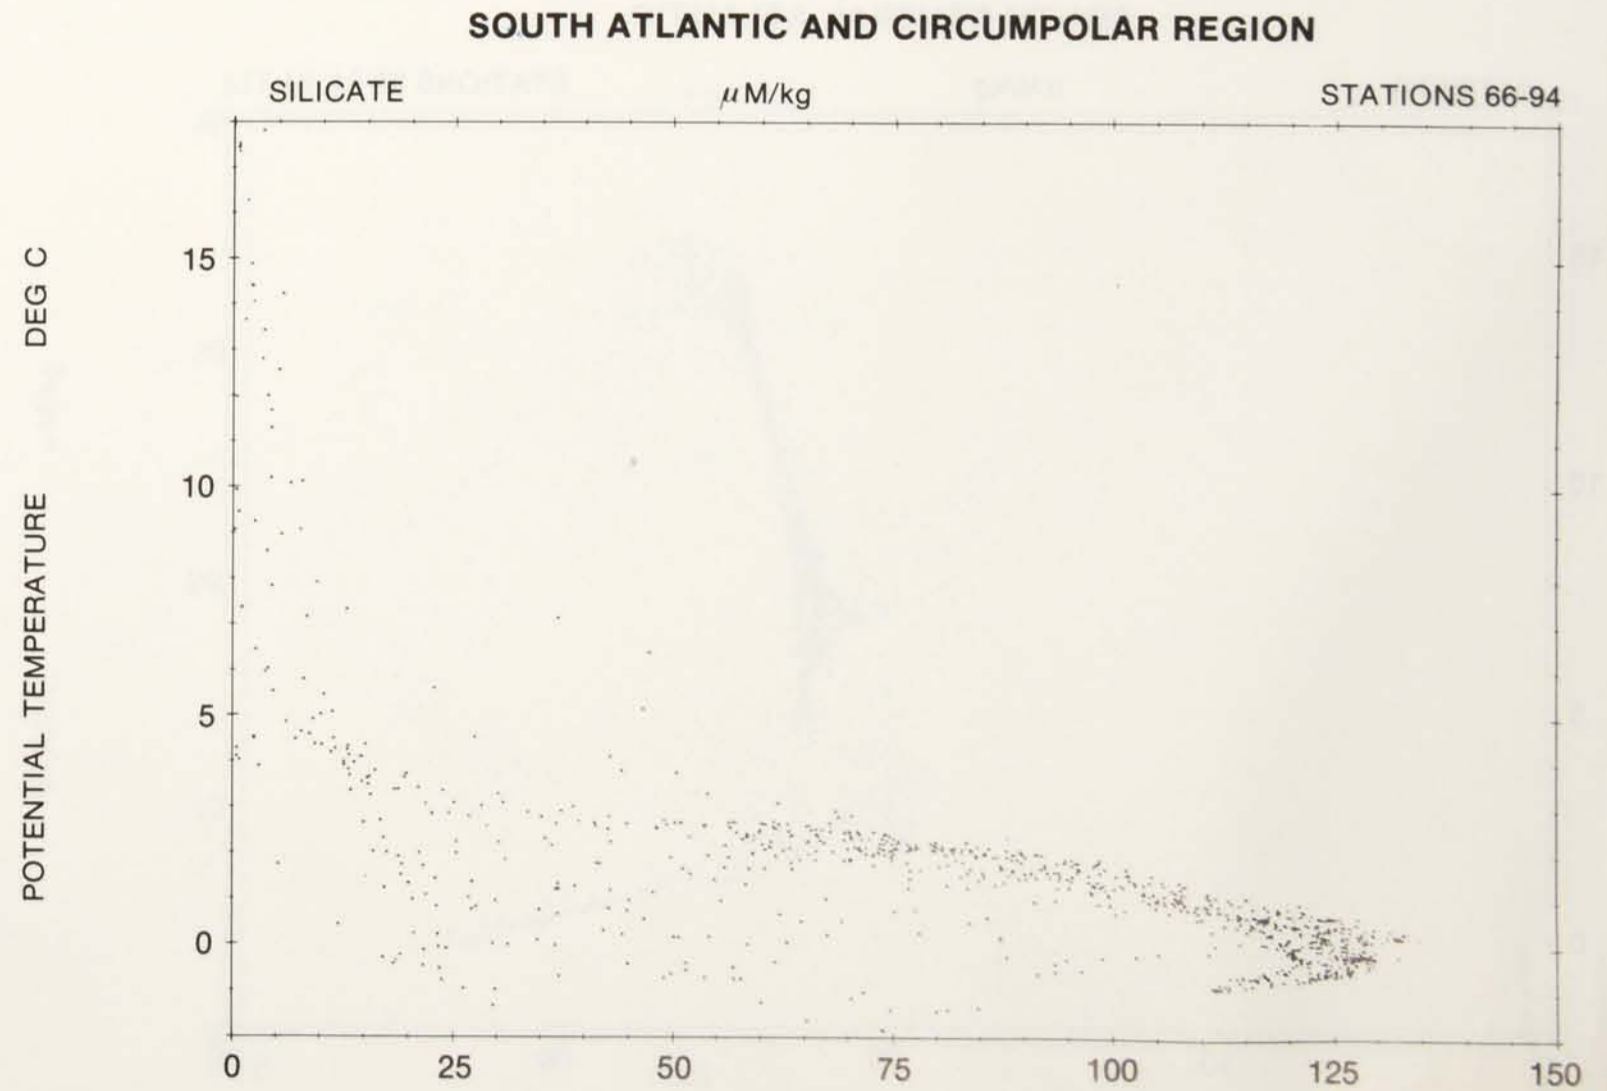 SOUTH ATLANTIC AND CIRCUMPOLAR REGION
SILICATE μM/kg STATIONS 66-94
POTENTIAL TEMPERATURE DEG C
15
10
5
0
0 25 50 75 100 125 150